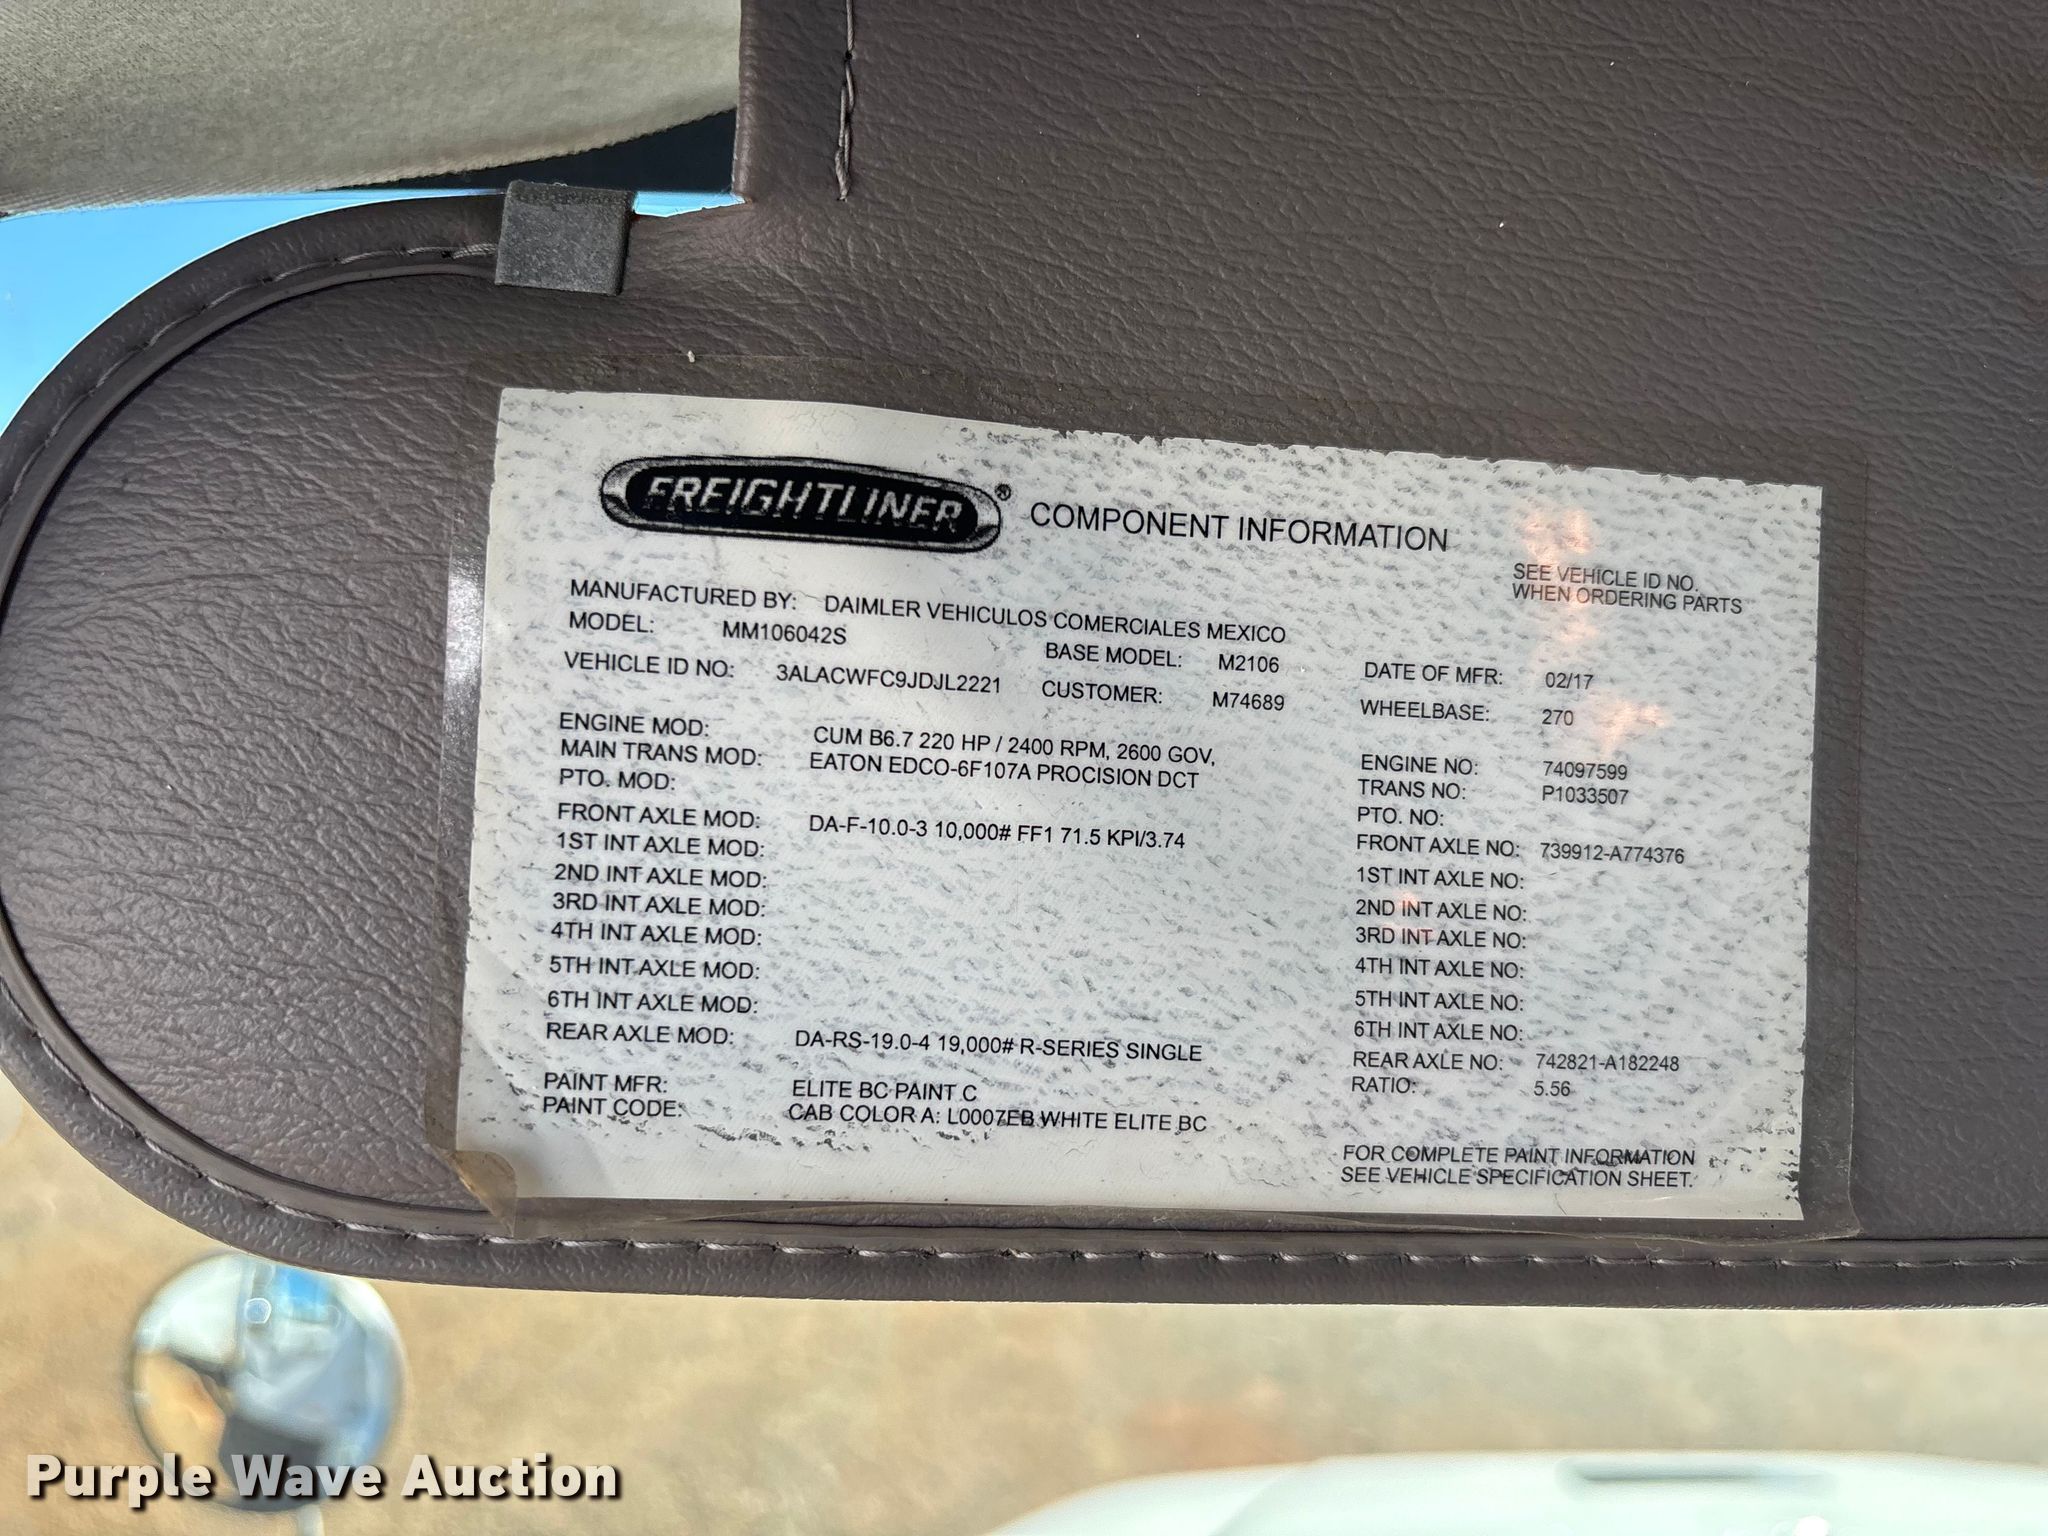 FREIGHTLINER® COMPONENT INFORMATION
SEE VEHICLE ID NO.
WHEN ORDERING PARTS
MANUFACTURED BY: DAIMLER VEHICULOS COMERCIALES MEXICO
MODEL: MM106042S BASE MODEL: M2106 DATE OF MFR: 02/17
VEHICLE ID NO: 3ALACWFC9JDJL2221 CUSTOMER: M74689 WHEELBASE: 270
ENGINE MOD: CUM B6.7 220 HP / 2400 RPM, 2600 GOV, ENGINE NO: 74097599
MAIN TRANS MOD: EATON EDCO-6F107A PROCISION DCT TRANS NO: P1033507
PTO. MOD: PTO. NO:
FRONT AXLE MOD: DA-F-10.0-3 10,000# FF1 71.5 KPI/3.74 FRONT AXLE NO: 739912-A774376
1ST INT AXLE MOD: 1ST INT AXLE NO:
2ND INT AXLE MOD: 2ND INT AXLE NO:
3RD INT AXLE MOD: 3RD INT AXLE NO:
4TH INT AXLE MOD: 4TH INT AXLE NO:
5TH INT AXLE MOD: 5TH INT AXLE NO:
6TH INT AXLE MOD: 6TH INT AXLE NO:
REAR AXLE MOD: DA-RS-19.0-4 19,000# R-SERIES SINGLE REAR AXLE NO: 742821-A182248
RATIO: 5.56
PAINT MFR: ELITE BC PAINT C
PAINT CODE: CAB COLOR A: L0007EB WHITE ELITE BC
FOR COMPLETE PAINT INFORMATION
SEE VEHICLE SPECIFICATION SHEET.
Purple Wave Auction